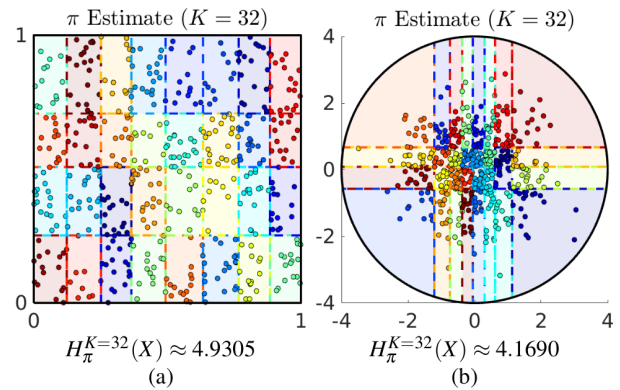 π Estimate (K = 32)
1
0
0
1
H_π^{K=32}(X) ≈ 4.9305
(a)
π Estimate (K = 32)
4
2
0
-2
-4
-4
-2
0
2
4
H_π^{K=32}(X) ≈ 4.1690
(b)